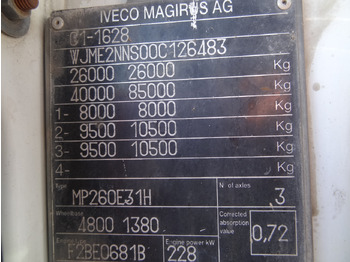 IVECO MAGIRUS AG
G1-1628
WJME2NNS00C126483
26000 26000 Kg
40000 85000 Kg
1- 8000 8000 Kg
2- 9500 10500 Kg
3- 9500 10500 Kg
4- Kg
Type MP260E31H N. of axles 3
Wheelbase 4800 1380 Corrected absorption value 0,72
Engine type F2BE0681B Engine power kW 228